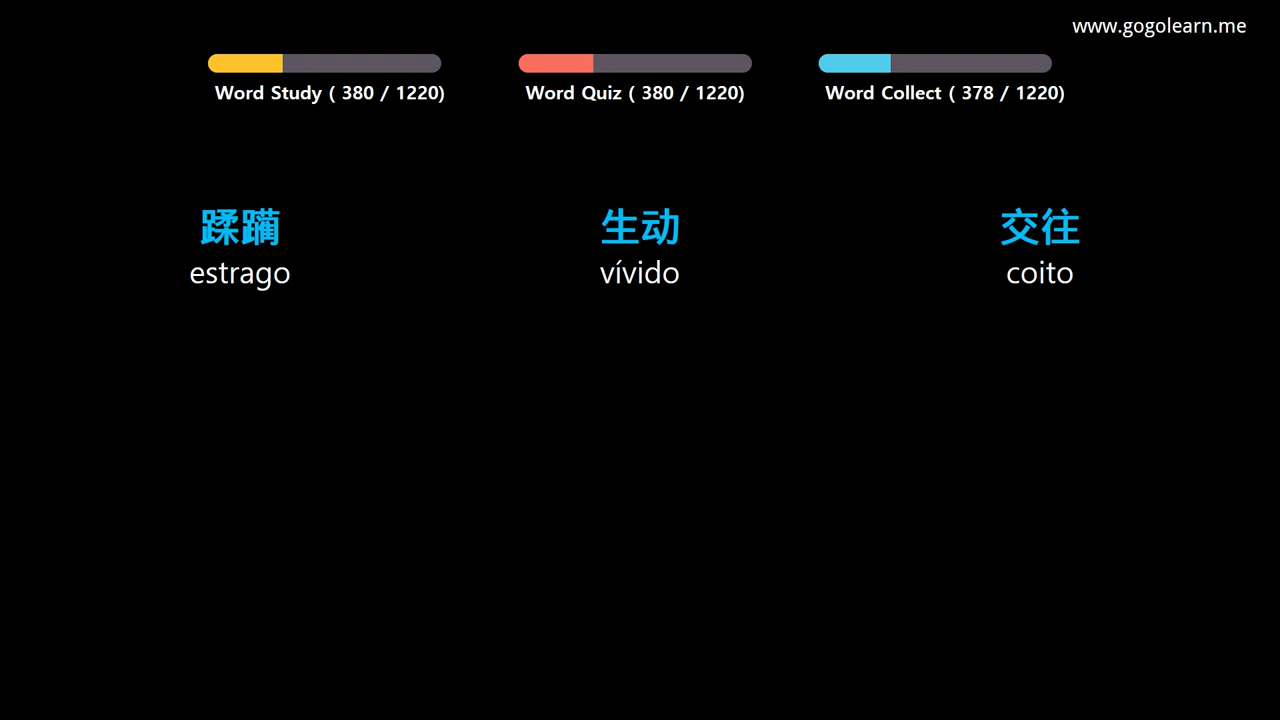 www.gogolearn.me
Word Study ( 380 / 1220)
Word Quiz ( 380 / 1220)
Word Collect ( 378 / 1220)
蹂躏
estrago
生动
vívido
交往
coito